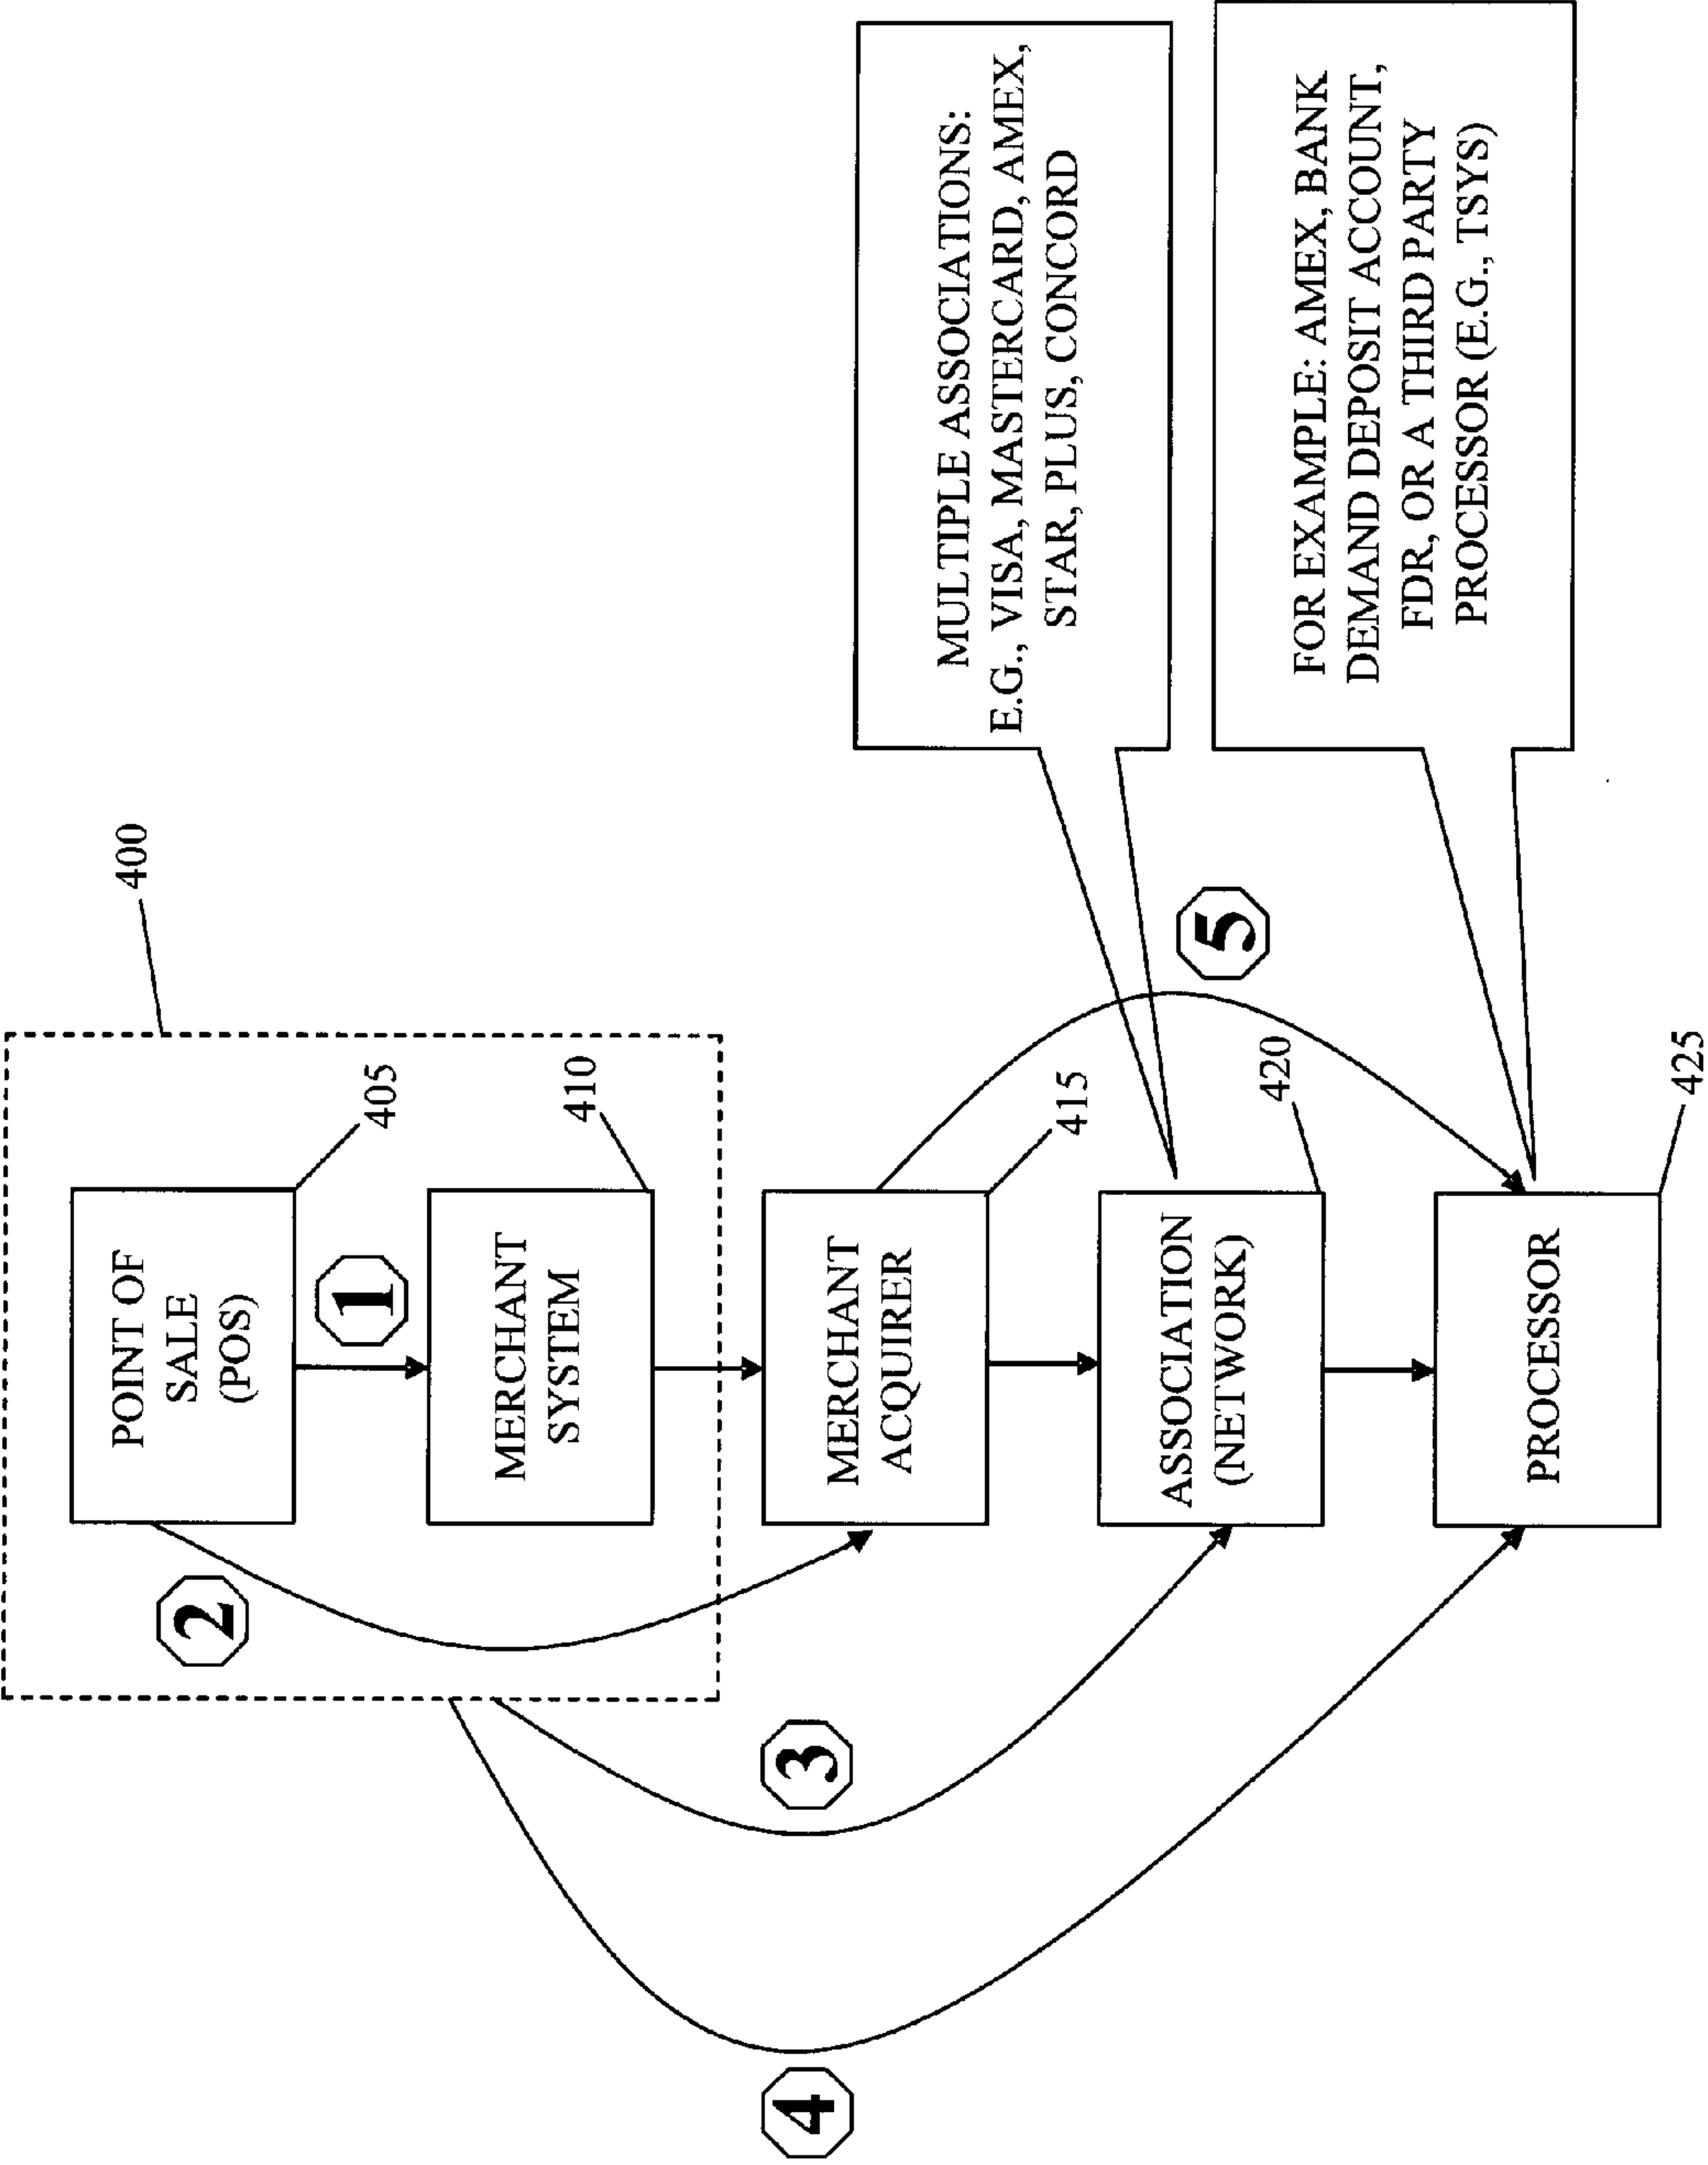 400
POINT OF
SALE
(POS)
405
1
2
MERCHANT
SYSTEM
410
MERCHANT
ACQUIRER
415
3
4
ASSOCIATION
(NETWORK)
420
5
PROCESSOR
425
MULTIPLE ASSOCIATIONS:
E.G., VISA, MASTERCARD, AMEX,
STAR, PLUS, CONCORD
FOR EXAMPLE: AMEX, BANK
DEMAND DEPOSIT ACCOUNT,
FDR, OR A THIRD PARTY
PROCESSOR (E.G., TSYS)